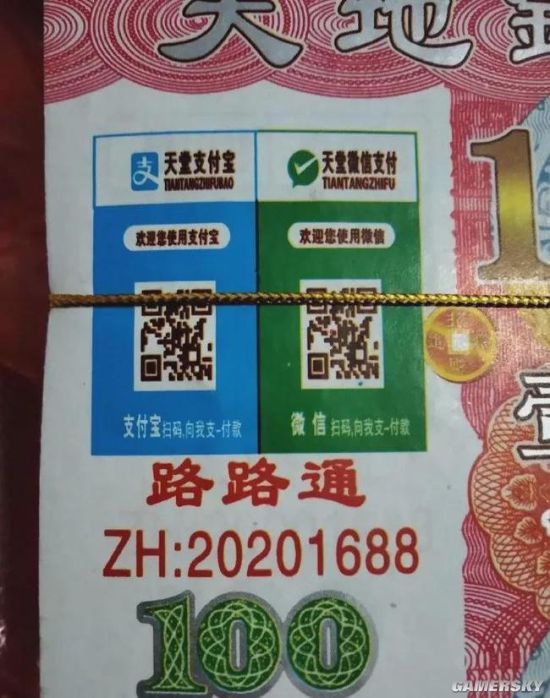 天地
天堂支付宝
TIANTANGZHIFUBAO
天堂微信支付
TIANTANGZHIFU
欢迎您使用支付宝
欢迎您使用微信
支付宝扫码,向我支-付款
微 信 扫码,向我支-付款
路路通
ZH:20201688
100
GAMERSKY